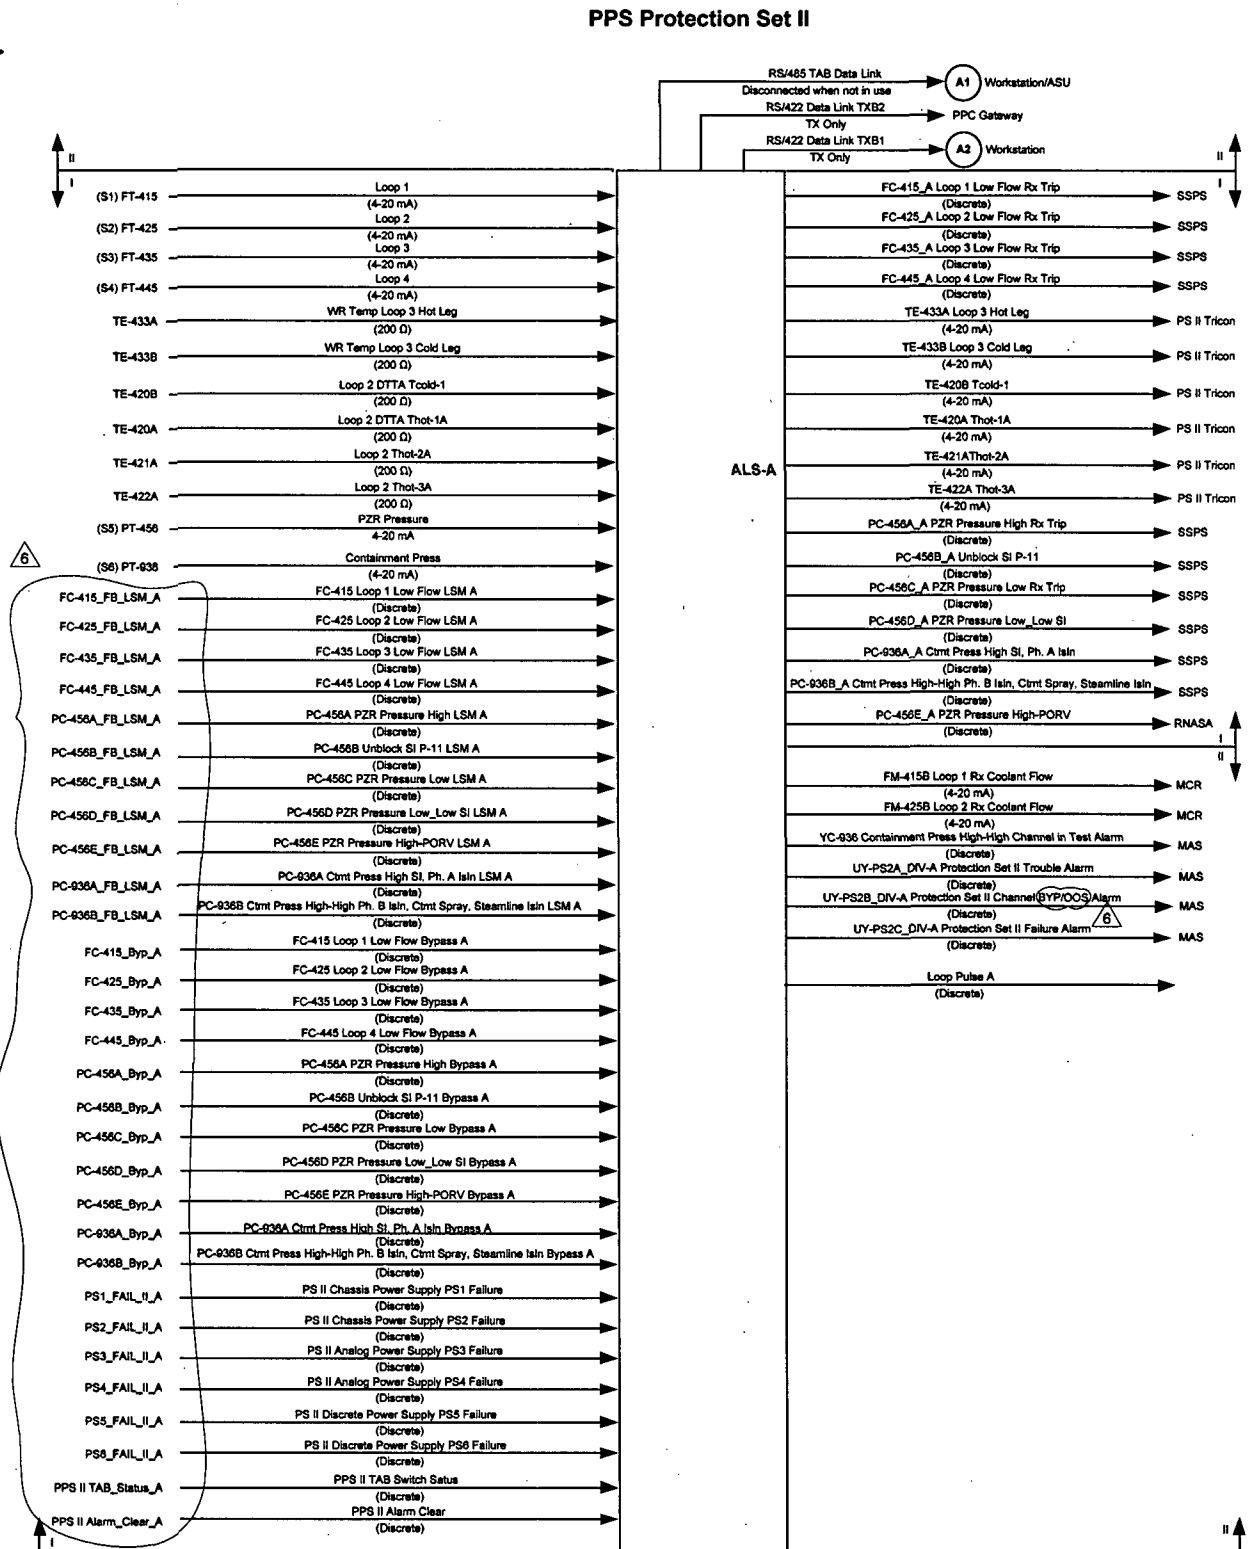 PPS Protection Set II
RS/485 TAB Data Link
Disconnected when not in use
A1
Workstation/ASU
RS/422 Data Link TXB2
TX Only
PPC Gateway
RS/422 Data Link TXB1
TX Only
A2
Workstation
II
I
II
I
ALS-A
(S1) FT-415
Loop 1
(4-20 mA)
(S2) FT-425
Loop 2
(4-20 mA)
(S3) FT-435
Loop 3
(4-20 mA)
(S4) FT-445
Loop 4
(4-20 mA)
TE-433A
WR Temp Loop 3 Hot Leg
(200 Ω)
TE-433B
WR Temp Loop 3 Cold Leg
(200 Ω)
TE-420B
Loop 2 DTTA Tcold-1
(200 Ω)
TE-420A
Loop 2 DTTA Thot-1A
(200 Ω)
TE-421A
Loop 2 Thot-2A
(200 Ω)
TE-422A
Loop 2 Thot-3A
(200 Ω)
(S5) PT-456
PZR Pressure
4-20 mA
6
(S6) PT-936
Containment Press
(4-20 mA)
FC-415_FB_LSM_A
FC-415 Loop 1 Low Flow LSM A
(Discrete)
FC-425_FB_LSM_A
FC-425 Loop 2 Low Flow LSM A
(Discrete)
FC-435_FB_LSM_A
FC-435 Loop 3 Low Flow LSM A
(Discrete)
FC-445_FB_LSM_A
FC-445 Loop 4 Low Flow LSM A
(Discrete)
PC-456A_FB_LSM_A
PC-456A PZR Pressure High LSM A
(Discrete)
PC-456B_FB_LSM_A
PC-456B Unblock SI P-11 LSM A
(Discrete)
PC-456C_FB_LSM_A
PC-456C PZR Pressure Low LSM A
(Discrete)
PC-456D_FB_LSM_A
PC-456D PZR Pressure Low_Low SI LSM A
(Discrete)
PC-456E_FB_LSM_A
PC-456E PZR Pressure High-PORV LSM A
(Discrete)
PC-936A_FB_LSM_A
PC-936A Ctmt Press High SI, Ph. A Isln LSM A
(Discrete)
PC-936B_FB_LSM_A
PC-936B Ctmt Press High-High Ph. B Isln, Ctmt Spray, Steamline Isln LSM A
(Discrete)
FC-415_Byp_A
FC-415 Loop 1 Low Flow Bypass A
(Discrete)
FC-425_Byp_A
FC-425 Loop 2 Low Flow Bypass A
(Discrete)
FC-435_Byp_A
FC-435 Loop 3 Low Flow Bypass A
(Discrete)
FC-445_Byp_A
FC-445 Loop 4 Low Flow Bypass A
(Discrete)
PC-456A_Byp_A
PC-456A PZR Pressure High Bypass A
(Discrete)
PC-456B_Byp_A
PC-456B Unblock SI P-11 Bypass A
(Discrete)
PC-456C_Byp_A
PC-456C PZR Pressure Low Bypass A
(Discrete)
PC-456D_Byp_A
PC-456D PZR Pressure Low_Low SI Bypass A
(Discrete)
PC-456E_Byp_A
PC-456E PZR Pressure High-PORV Bypass A
(Discrete)
PC-936A_Byp_A
PC-936A Ctmt Press High SI, Ph. A Isln Bypass A
(Discrete)
PC-936B_Byp_A
PC-936B Ctmt Press High-High Ph. B Isln, Ctmt Spray, Steamline Isln Bypass A
(Discrete)
PS1_FAIL_II_A
PS II Chassis Power Supply PS1 Failure
(Discrete)
PS2_FAIL_II_A
PS II Chassis Power Supply PS2 Failure
(Discrete)
PS3_FAIL_II_A
PS II Analog Power Supply PS3 Failure
(Discrete)
PS4_FAIL_II_A
PS II Analog Power Supply PS4 Failure
(Discrete)
PS5_FAIL_II_A
PS II Discrete Power Supply PS5 Failure
(Discrete)
PS6_FAIL_II_A
PS II Discrete Power Supply PS6 Failure
(Discrete)
PPS II TAB_Status_A
PPS II TAB Switch Satus
(Discrete)
PPS II Alarm_Clear_A
PPS II Alarm Clear
(Discrete)
I
FC-415_A Loop 1 Low Flow Rx Trip
(Discrete)
SSPS
FC-425_A Loop 2 Low Flow Rx Trip
(Discrete)
SSPS
FC-435_A Loop 3 Low Flow Rx Trip
(Discrete)
SSPS
FC-445_A Loop 4 Low Flow Rx Trip
(Discrete)
SSPS
TE-433A Loop 3 Hot Leg
(4-20 mA)
PS II Tricon
TE-433B Loop 3 Cold Leg
(4-20 mA)
PS II Tricon
TE-420B Tcold-1
(4-20 mA)
PS II Tricon
TE-420A Thot-1A
(4-20 mA)
PS II Tricon
TE-421AThot-2A
(4-20 mA)
PS II Tricon
TE-422A Thot-3A
(4-20 mA)
PS II Tricon
PC-456A_A PZR Pressure High Rx Trip
(Discrete)
SSPS
PC-456B_A Unblock SI P-11
(Discrete)
SSPS
PC-456C_A PZR Pressure Low Rx Trip
(Discrete)
SSPS
PC-456D_A PZR Pressure Low_Low SI
(Discrete)
SSPS
PC-936A_A Ctmt Press High SI, Ph. A Isln
(Discrete)
SSPS
PC-936B_A Ctmt Press High-High Ph. B Isln, Ctmt Spray, Steamline Isln
(Discrete)
SSPS
PC-456E_A PZR Pressure High-PORV
(Discrete)
RNASA
I
II
FM-415B Loop 1 Rx Coolant Flow
(4-20 mA)
MCR
FM-425B Loop 2 Rx Coolant Flow
(4-20 mA)
MCR
YC-936 Containment Press High-High Channel in Test Alarm
(Discrete)
MAS
UY-PS2A_DIV-A Protection Set II Trouble Alarm
(Discrete)
MAS
UY-PS2B_DIV-A Protection Set II Channel BYP/OOS Alarm
(Discrete)
6
MAS
UY-PS2C_DIV-A Protection Set II Failure Alarm
(Discrete)
MAS
Loop Pulse A
(Discrete)
II